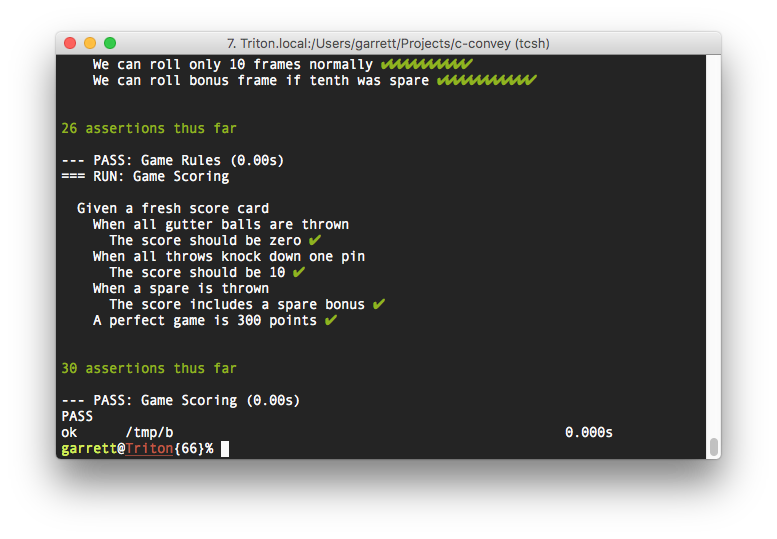 7. Triton.local:/Users/garrett/Projects/c-convey (tcsh)
We can roll only 10 frames normally ✔✔✔✔✔✔✔✔✔✔
We can roll bonus frame if tenth was spare ✔✔✔✔✔✔✔✔✔✔✔
26 assertions thus far
--- PASS: Game Rules (0.00s)
=== RUN: Game Scoring
Given a fresh score card
When all gutter balls are thrown
The score should be zero ✔
When all throws knock down one pin
The score should be 10 ✔
When a spare is thrown
The score includes a spare bonus ✔
A perfect game is 300 points ✔
30 assertions thus far
--- PASS: Game Scoring (0.00s)
PASS
ok /tmp/b 0.000s
garrett@Triton{66}%